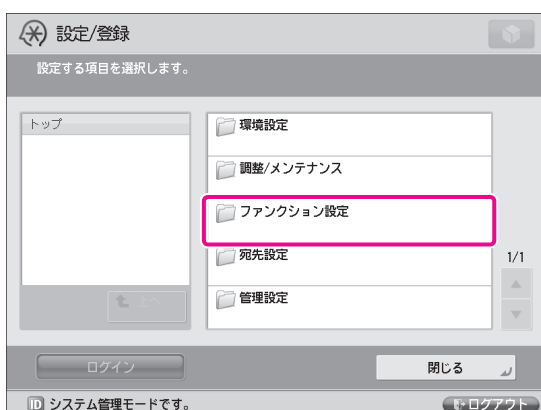 設定/登録
設定する項目を選択します。
トップ
環境設定
調整/メンテナンス
ファンクション設定
宛先設定
管理設定
1/1
上へ
ログイン
閉じる
ID システム管理モードです。
ログアウト